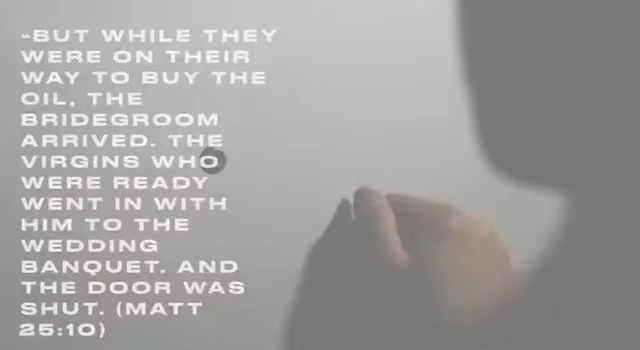 “BUT WHILE THEY
WERE ON THEIR
WAY TO BUY THE
OIL, THE
BRIDEGROOM
ARRIVED. THE
VIRGINS WHO
WERE READY
WENT IN WITH
HIM TO THE
WEDDING
BANQUET. AND
THE DOOR WAS
SHUT. (MATT
25:10)